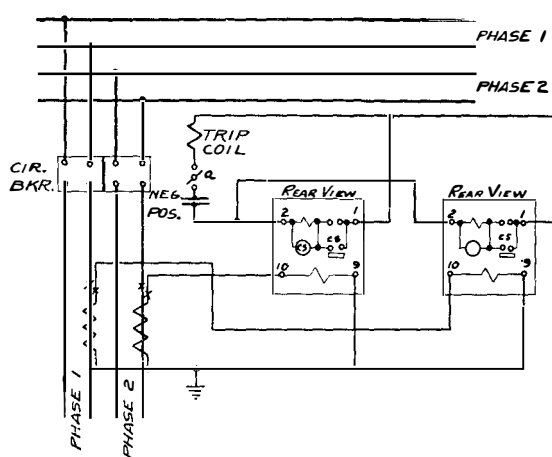 PHASE 1
PHASE 2
TRIP
COIL
a
CIR.
BKR.
NEG.
POS.
REAR VIEW
2
1
CS
CS
10
9
REAR VIEW
2
1
CS
10
9
PHASE 1
PHASE 2